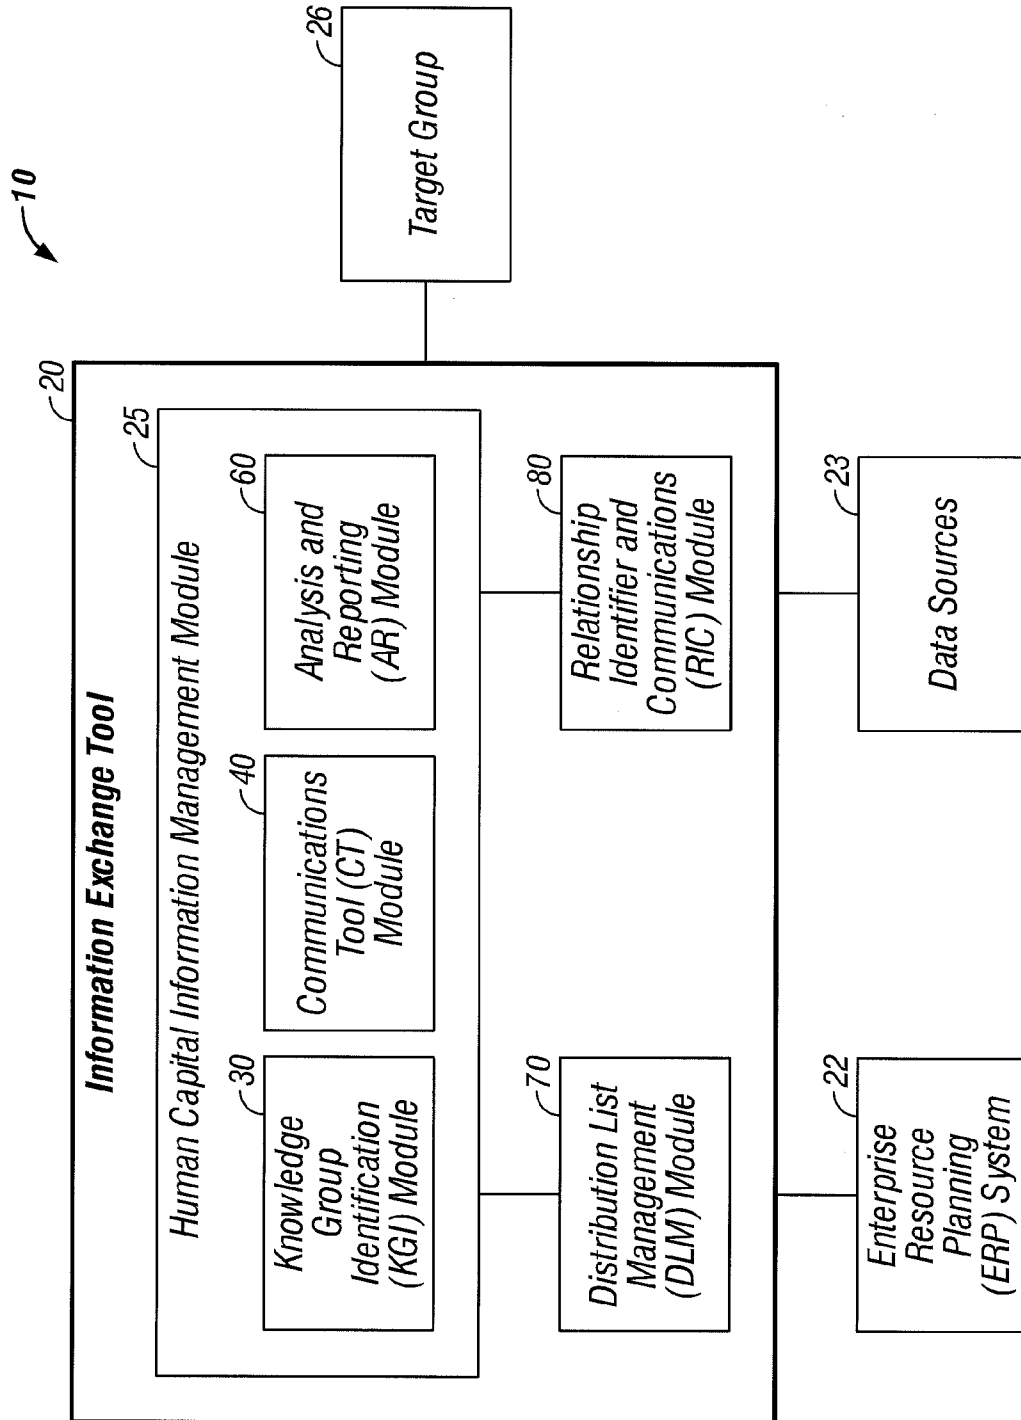 10
20
Information Exchange Tool
25
Human Capital Information Management Module
30
Knowledge
Group
Identification
(KGI) Module
40
Communications
Tool (CT)
Module
60
Analysis and
Reporting
(AR) Module
70
Distribution List
Management
(DLM) Module
80
Relationship
Identifier and
Communications
(RIC) Module
26
Target Group
22
Enterprise
Resource
Planning
(ERP) System
23
Data Sources